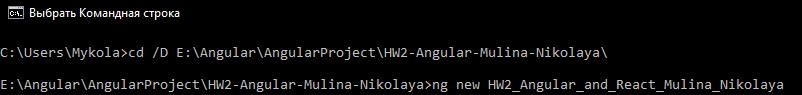 Выбрать Командная строка
C:\Users\Mykola>cd /D E:\Angular\AngularProject\HW2-Angular-Mulina-Nikolaya\
E:\Angular\AngularProject\HW2-Angular-Mulina-Nikolaya>ng new HW2_Angular_and_React_Mulina_Nikolaya